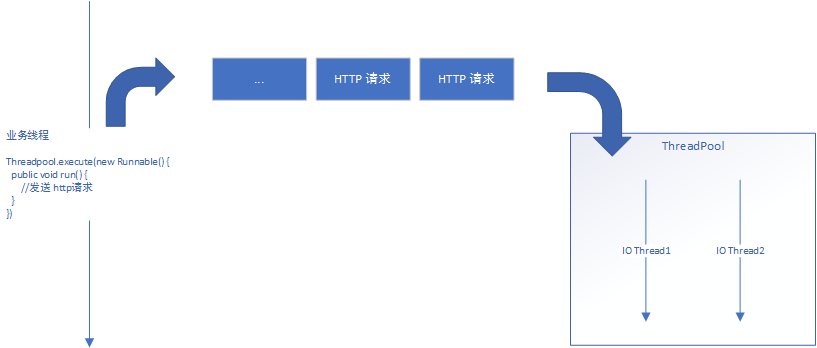 业务线程
Threadpool.execute(new Runnable() {
public void run() {
//发送 http请求
}
})
...
HTTP 请求
HTTP 请求
ThreadPool
IO Thread1
IO Thread2